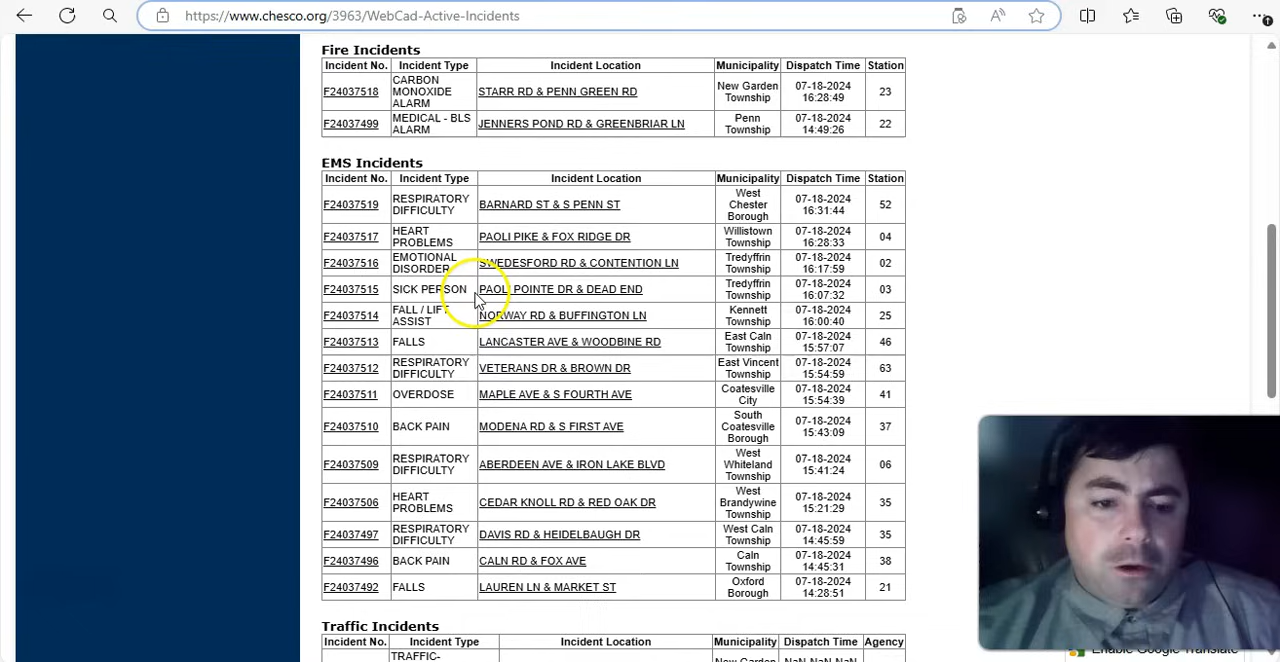 https://www.chesco.org/3963/WebCad-Active-Incidents
Fire Incidents
Incident No. Incident Type Incident Location Municipality Dispatch Time Station
F24037518 CARBON MONOXIDE ALARM STARR RD & PENN GREEN RD New Garden Township 07-18-2024 16:28:49 23
F24037499 MEDICAL - BLS ALARM JENNERS POND RD & GREENBRIAR LN Penn Township 07-18-2024 14:49:26 22
EMS Incidents
Incident No. Incident Type Incident Location Municipality Dispatch Time Station
F24037519 RESPIRATORY DIFFICULTY BARNARD ST & S PENN ST West Chester Borough 07-18-2024 16:31:44 52
F24037517 HEART PROBLEMS PAOLI PIKE & FOX RIDGE DR Willistown Township 07-18-2024 16:28:33 04
F24037516 EMOTIONAL DISORDER SWEDESFORD RD & CONTENTION LN Tredyffrin Township 07-18-2024 16:17:59 02
F24037515 SICK PERSON PAOLI POINTE DR & DEAD END Tredyffrin Township 07-18-2024 16:07:32 03
F24037514 FALL / LIFT ASSIST NORWAY RD & BUFFINGTON LN Kennett Township 07-18-2024 16:00:40 25
F24037513 FALLS LANCASTER AVE & WOODBINE RD East Caln Township 07-18-2024 15:57:07 46
F24037512 RESPIRATORY DIFFICULTY VETERANS DR & BROWN DR East Vincent Township 07-18-2024 15:54:59 63
F24037511 OVERDOSE MAPLE AVE & S FOURTH AVE Coatesville City 07-18-2024 15:54:39 41
F24037510 BACK PAIN MODENA RD & S FIRST AVE South Coatesville Borough 07-18-2024 15:43:09 37
F24037509 RESPIRATORY DIFFICULTY ABERDEEN AVE & IRON LAKE BLVD West Whiteland Township 07-18-2024 15:41:24 06
F24037506 HEART PROBLEMS CEDAR KNOLL RD & RED OAK DR West Brandywine Township 07-18-2024 15:21:29 35
F24037497 RESPIRATORY DIFFICULTY DAVIS RD & HEIDELBAUGH DR West Caln Township 07-18-2024 14:45:59 35
F24037496 BACK PAIN CALN RD & FOX AVE Caln Township 07-18-2024 14:45:31 38
F24037492 FALLS LAUREN LN & MARKET ST Oxford Borough 07-18-2024 14:28:51 21
Traffic Incidents
Incident No. Incident Type Incident Location Municipality Dispatch Time Agency
TRAFFIC- New Garden NaN-NaN-NaN
Enable Google Translate